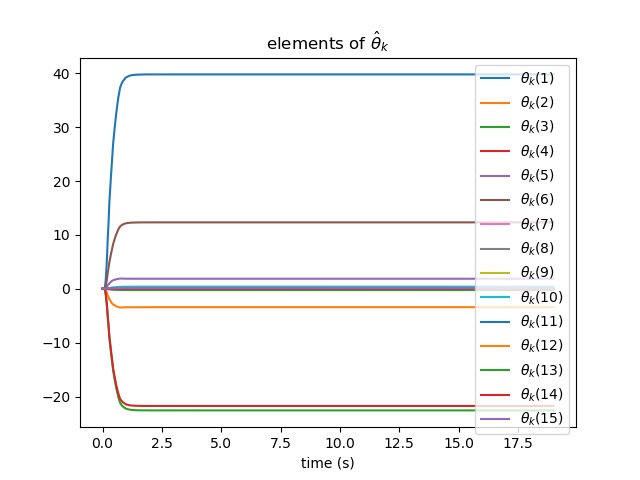 elements of θ̂ₖ
40
30
20
10
0
−10
−20
0.0 2.5 5.0 7.5 10.0 12.5 15.0 17.5
time (s)
θₖ(1)
θₖ(2)
θₖ(3)
θₖ(4)
θₖ(5)
θₖ(6)
θₖ(7)
θₖ(8)
θₖ(9)
θₖ(10)
θₖ(11)
θₖ(12)
θₖ(13)
θₖ(14)
θₖ(15)